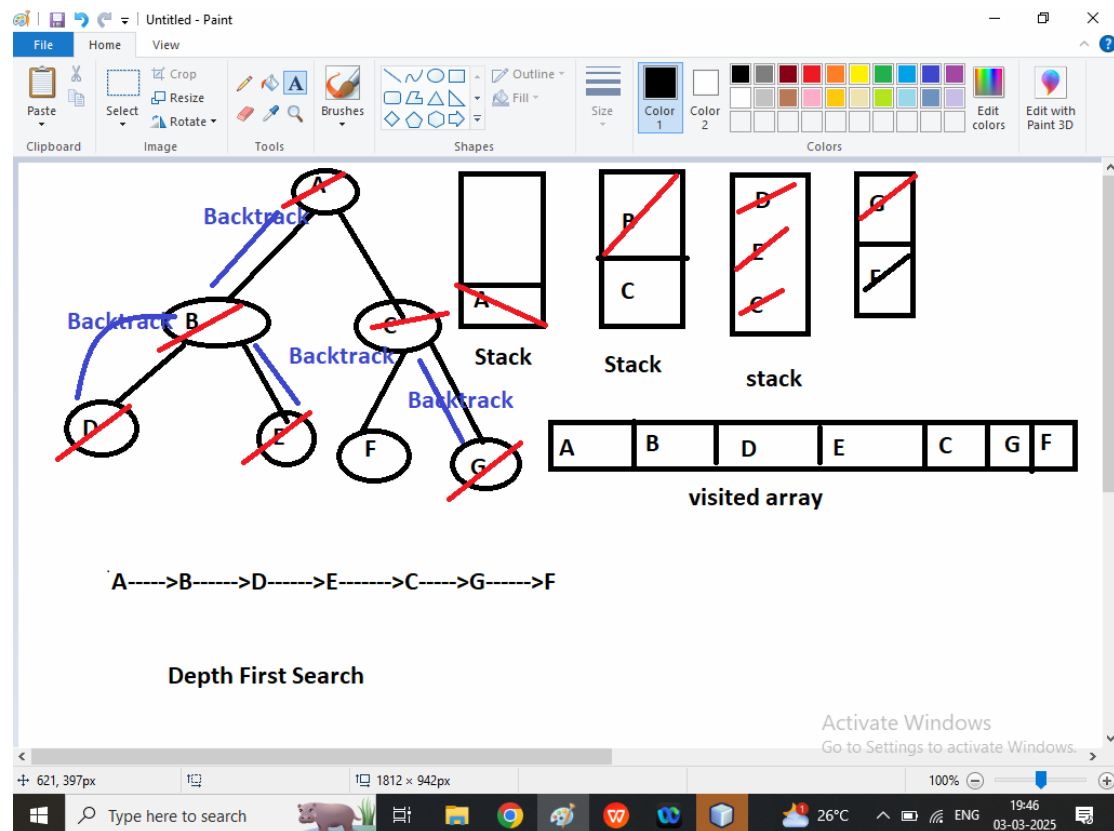 Untitled - Paint
File Home View
Paste
Select
Crop
Resize
Rotate
A
Brushes
Outline
Fill
Size
Color 1
Color 2
Edit colors
Edit with Paint 3D
Clipboard Image Tools Shapes Colors
A
Backtrack
Backtrack
B
C
Backtrack
Backtrack
D
E
F
G
A
Stack
B
C
Stack
D
E
C
stack
G
F
A B D E C G F
visited array
A----->B------>D------>E------->C----->G------>F
Depth First Search
Activate Windows
Go to Settings to activate Windows.
621, 397px
1812 × 942px
100%
Type here to search
26°C
ENG
19:46
03-03-2025